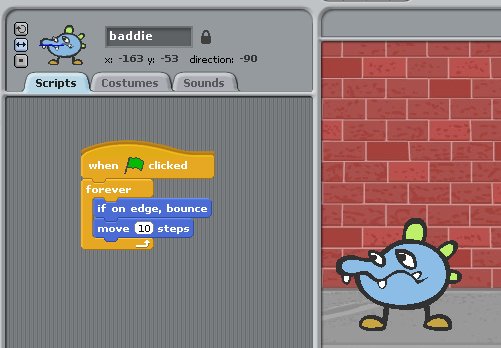 baddie
x: -163 y: -53 direction: -90
Scripts Costumes Sounds
when clicked
forever
if on edge, bounce
move 10 steps